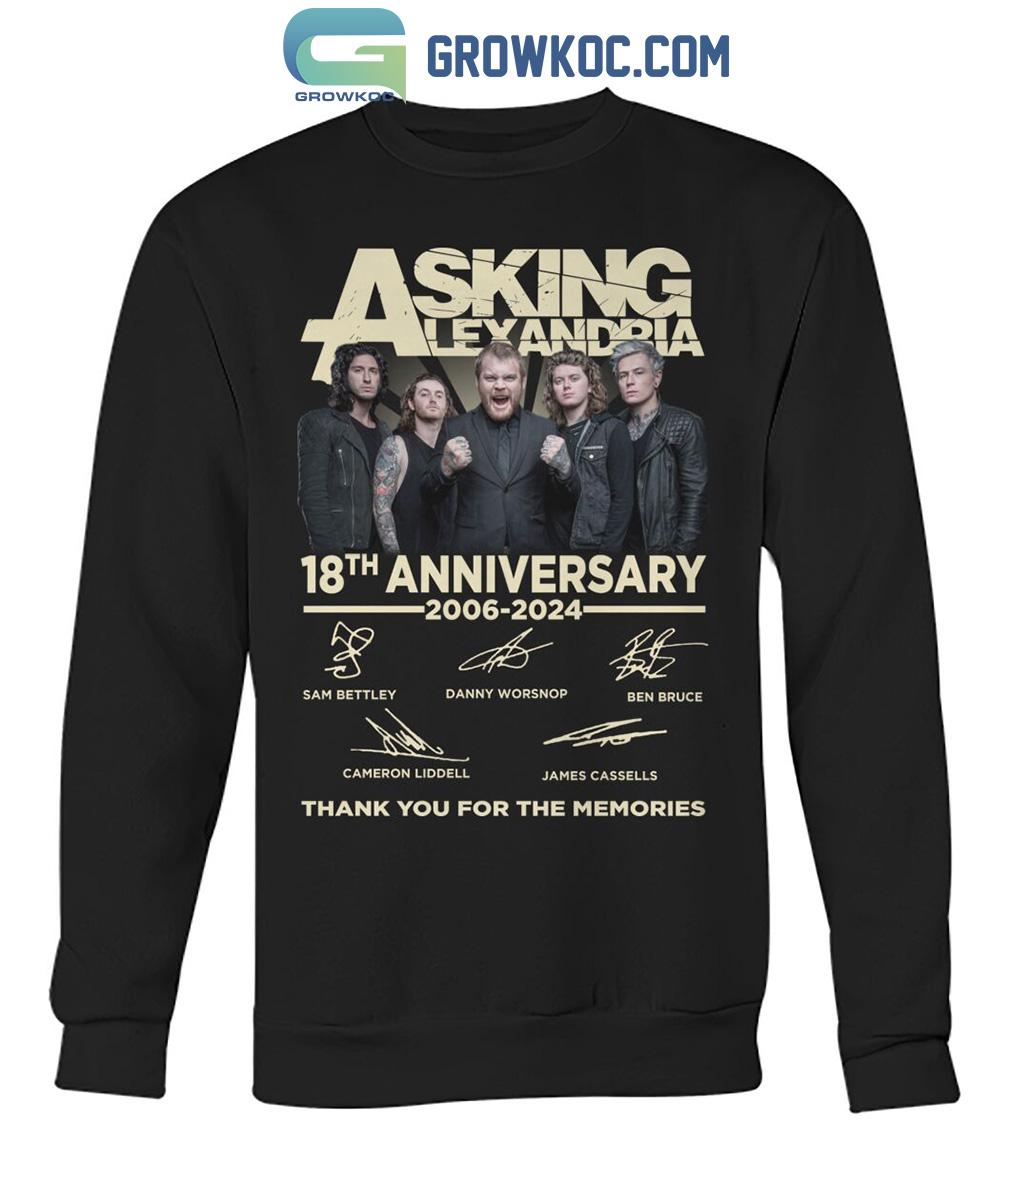 GROWKOC
GROWKOC.COM
ASKING
ALEXANDRIA
18TH ANNIVERSARY
2006-2024
SAM BETTLEY
DANNY WORSNOP
BEN BRUCE
CAMERON LIDDELL
JAMES CASSELLS
THANK YOU FOR THE MEMORIES